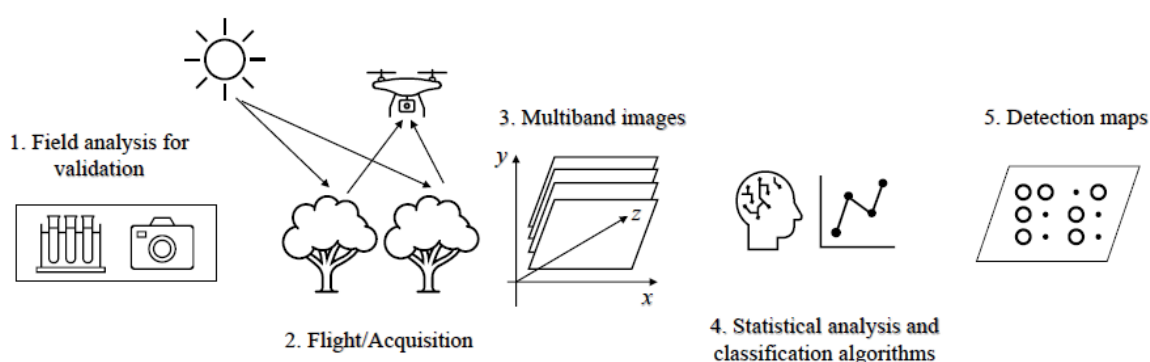 1. Field analysis for
validation
2. Flight/Acquisition
3. Multiband images
y
z
x
4. Statistical analysis and
classification algorithms
5. Detection maps